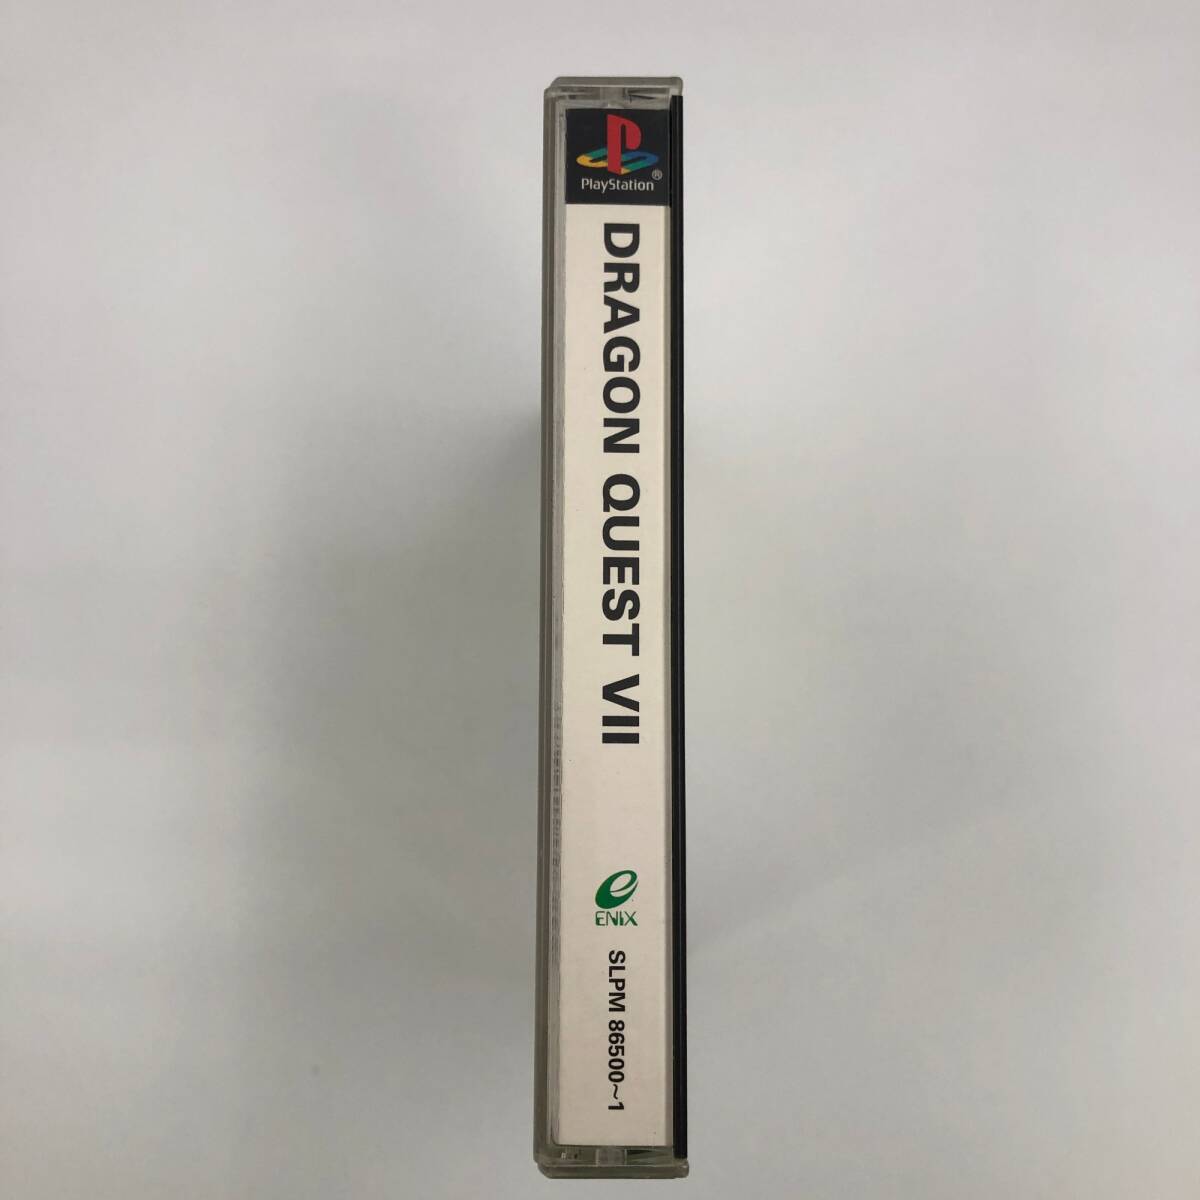 PlayStation®
DRAGON QUEST VII
ENIX
SLPM 86500~1